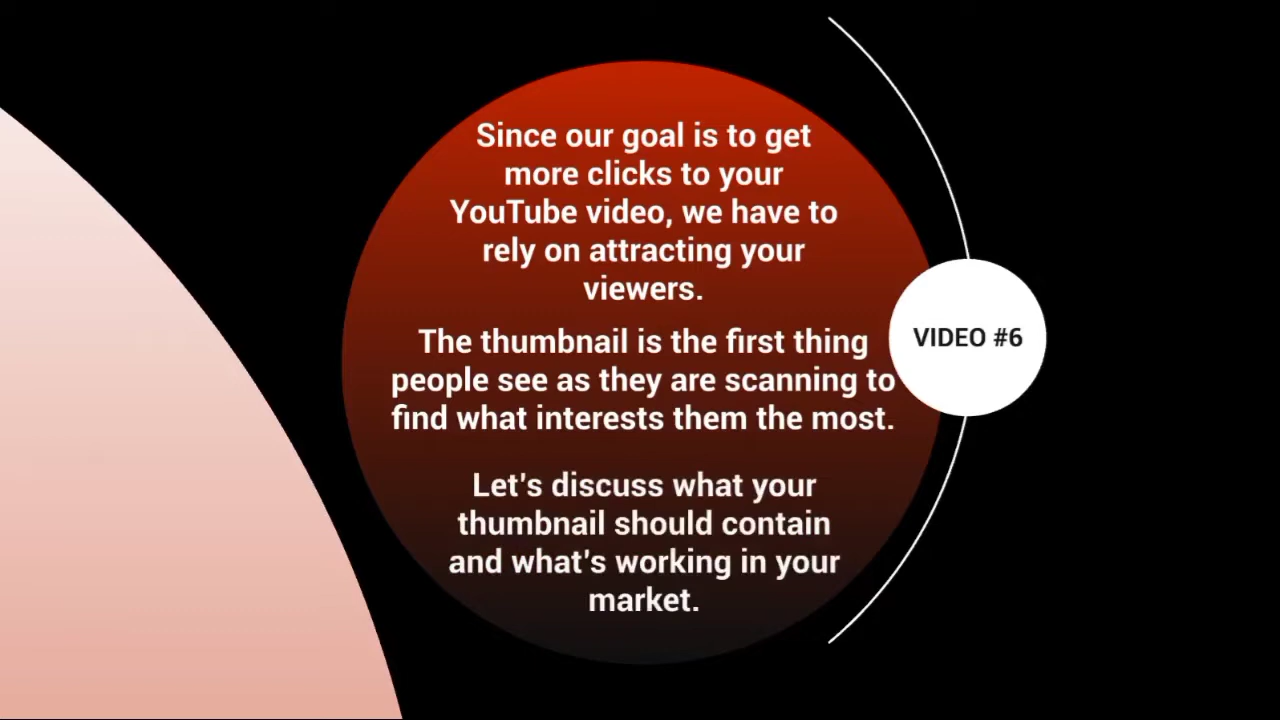 Since our goal is to get
more clicks to your
YouTube video, we have to
rely on attracting your
viewers.
The thumbnail is the first thing
people see as they are scanning to
find what interests them the most.
Let's discuss what your
thumbnail should contain
and what's working in your
market.
VIDEO #6